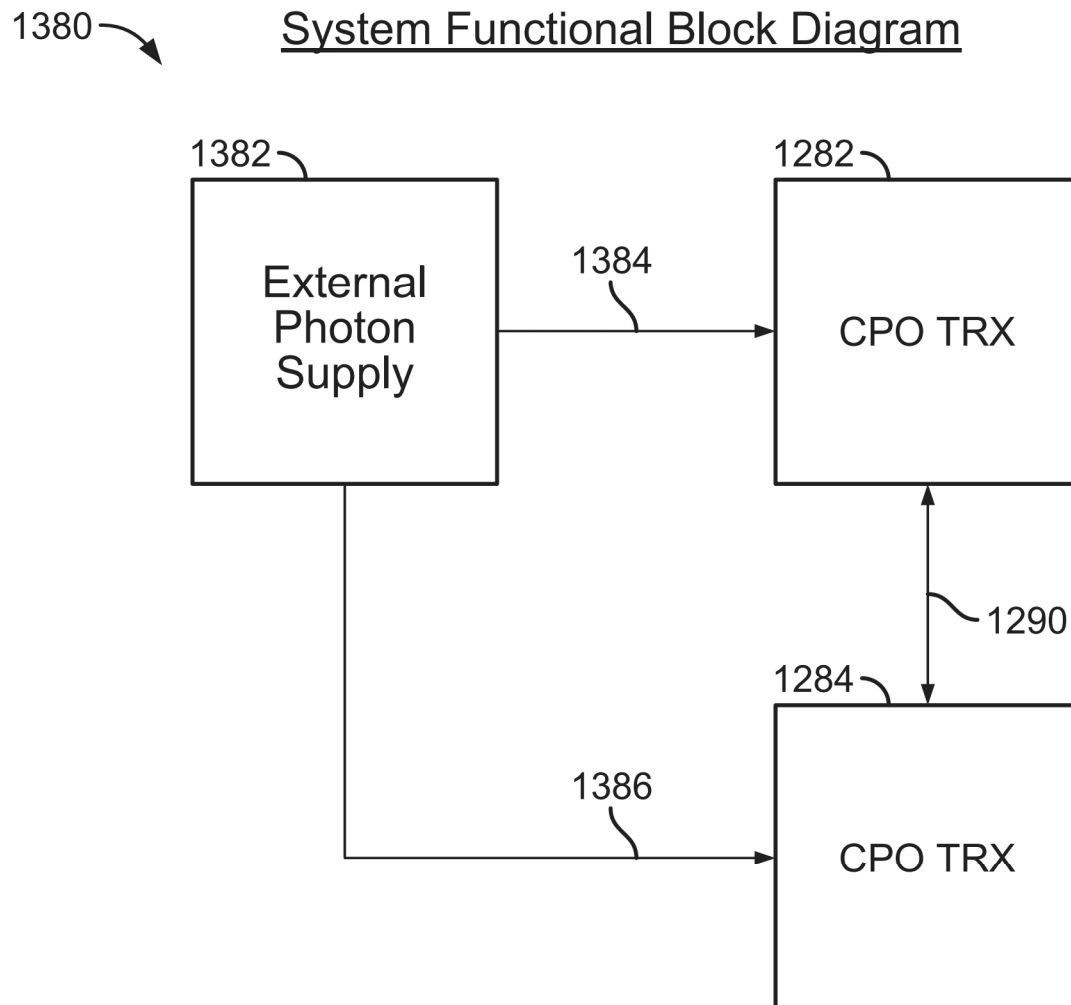 1380
System Functional Block Diagram
1382
1282
External
Photon
Supply
1384
CPO TRX
1290
1284
1386
CPO TRX